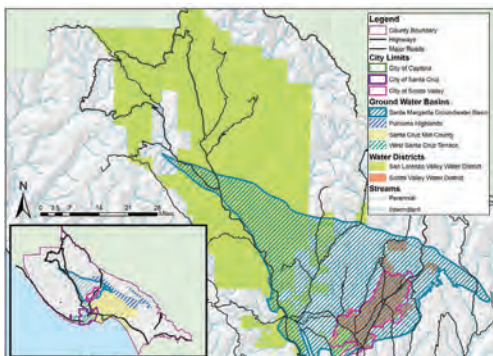 Legend
County Boundary
Highways
Major Roads
City Limits
City of Capitola
City of Santa Cruz
City of Scotts Valley
Ground Water Basins
Santa Margarita Groundwater Basin
Purisima Highlands
Santa Cruz Mid-County
West Santa Cruz Terrace
Water Districts
San Lorenzo Valley Water District
Scotts Valley Water District
Streams
Perennial
Intermittent
N